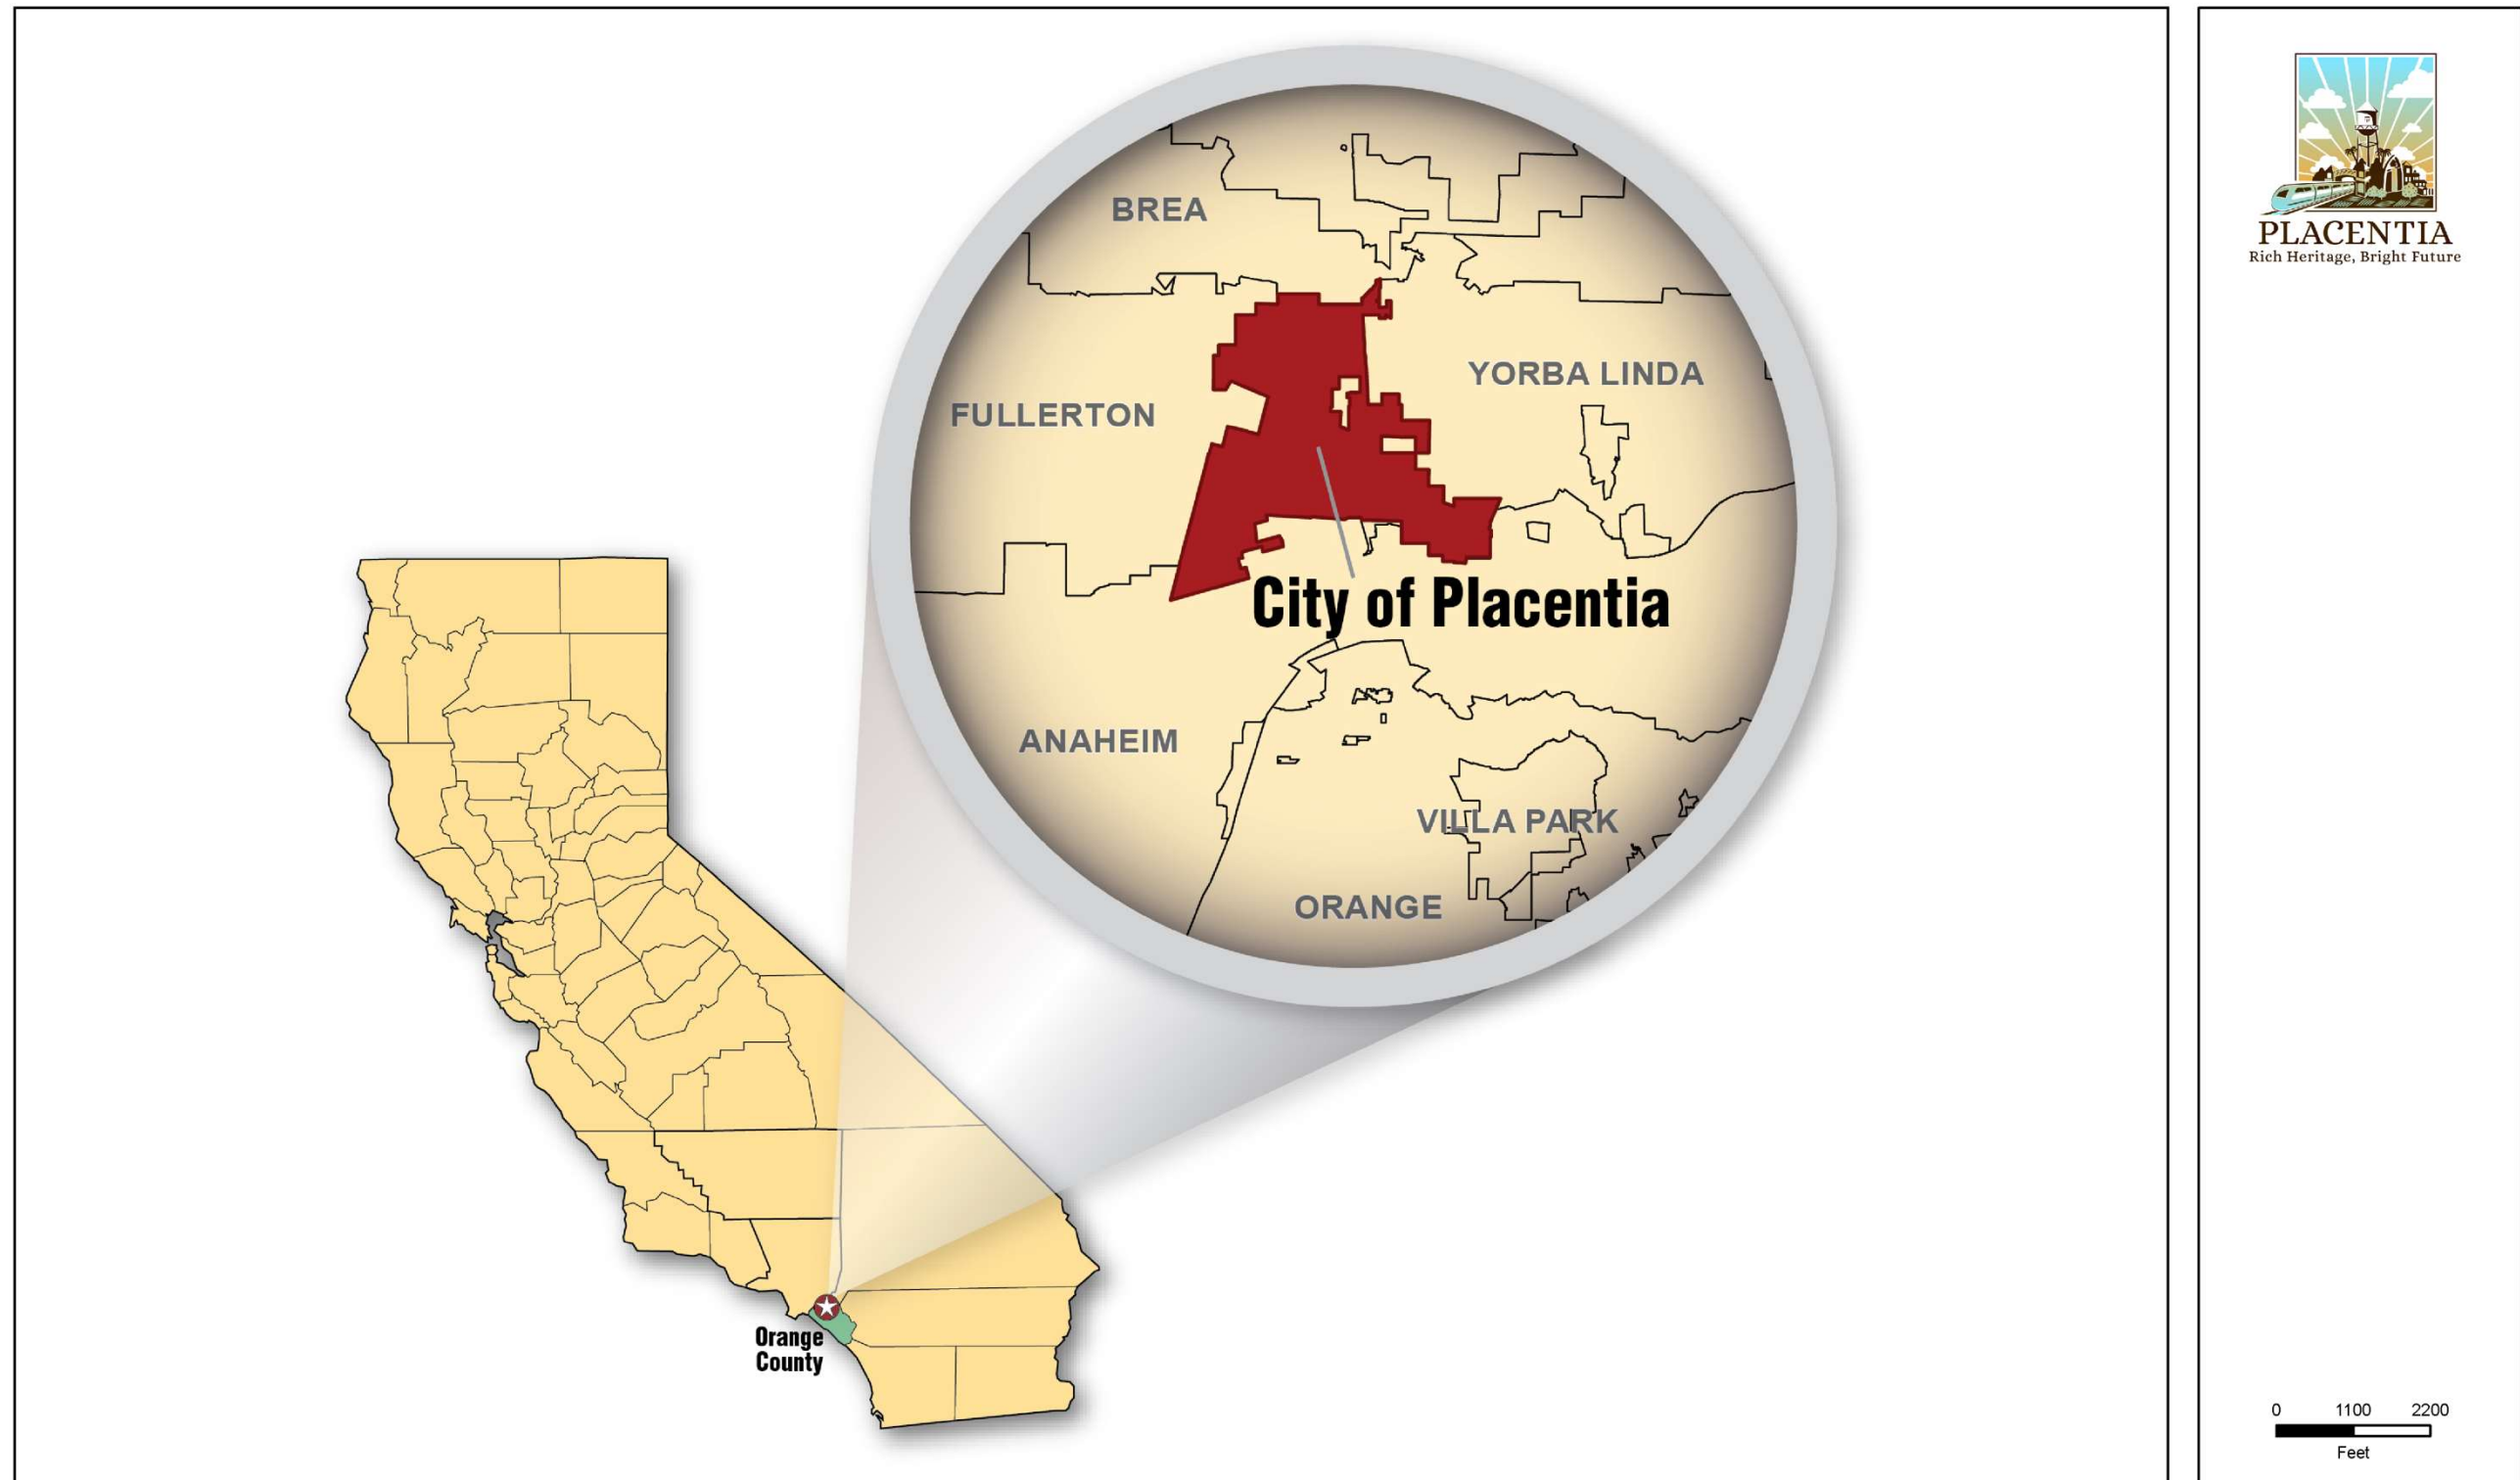 BREA
YORBA LINDA
FULLERTON
City of Placentia
ANAHEIM
VILLA PARK
ORANGE
Orange
County
PLACENTIA
Rich Heritage, Bright Future
0 1100 2200
Feet